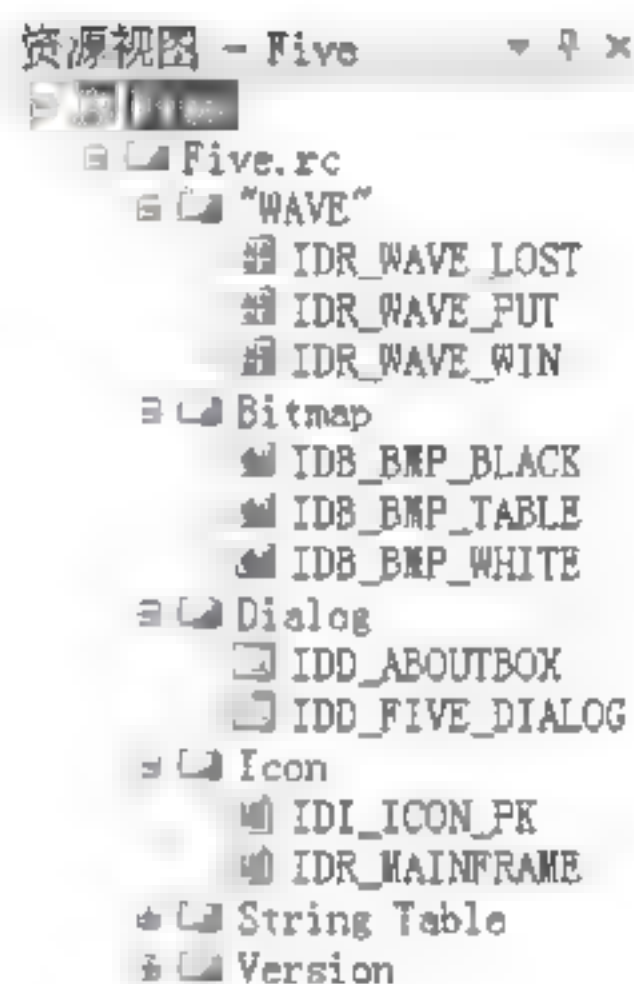 资源视图 - Five
Five.rc
"WAVE"
IDR_WAVE_LOST
IDR_WAVE_PUT
IDR_WAVE_WIN
Bitmap
IDB_BMP_BLACK
IDB_BMP_TABLE
IDB_BMP_WHITE
Dialog
IDD_ABOUTBOX
IDD_FIVE_DIALOG
Icon
IDI_ICON_PK
IDR_MAINFRAME
String Table
Version